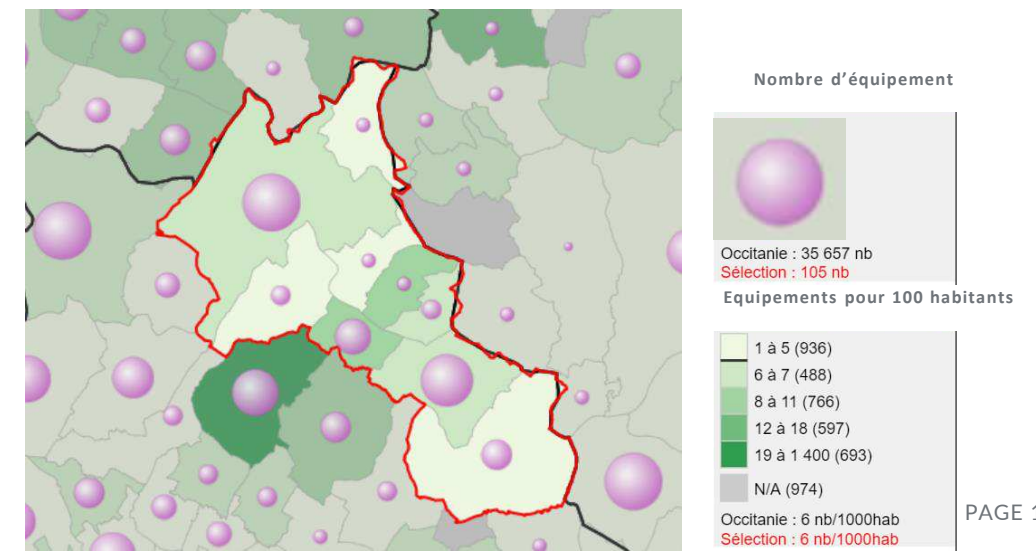 Nombre d'équipement
Occitanie : 35 657 nb
Sélection : 105 nb
Equipements pour 100 habitants
1 à 5 (936)
6 à 7 (488)
8 à 11 (766)
12 à 18 (597)
19 à 1 400 (693)
N/A (974)
Occitanie : 6 nb/1000hab
Sélection : 6 nb/1000hab
PAGE 1